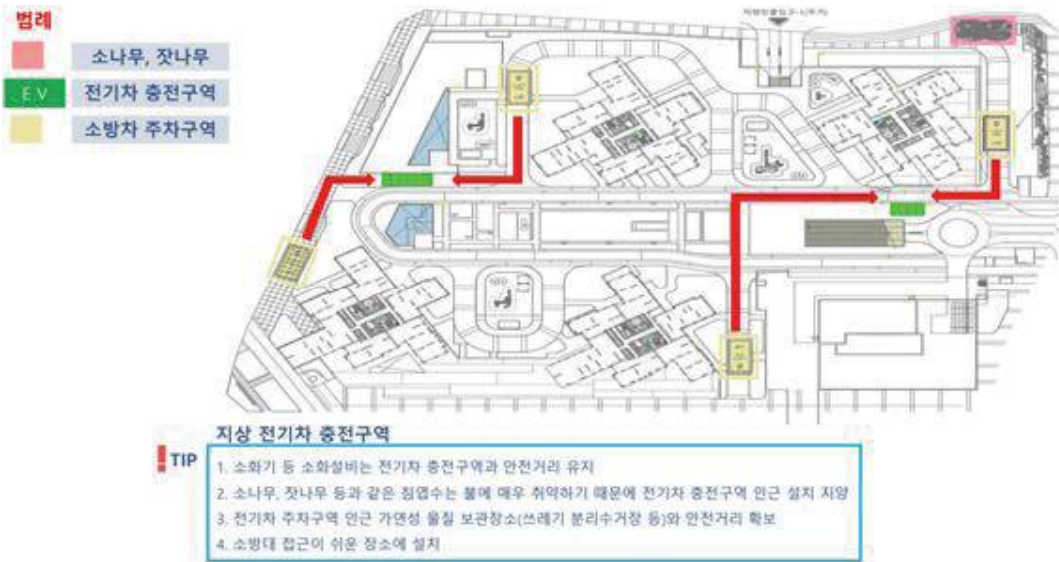 범례
소나무, 잣나무
EV 전기차 충전구역
소방차 주차구역
지상 전기차 충전구역
TIP
1. 소화기 등 소화설비는 전기차 충전구역과 안전거리 유지
2. 소나무, 잣나무 등과 같은 침엽수는 불에 매우 취약하기 때문에 전기차 충전구역 인근 설치 지양
3. 전기차 주차구역 인근 가연성 물질 보관장소(쓰레기 분리수거장 등)와 안전거리 확보
4. 소방대 접근이 쉬운 장소에 설치